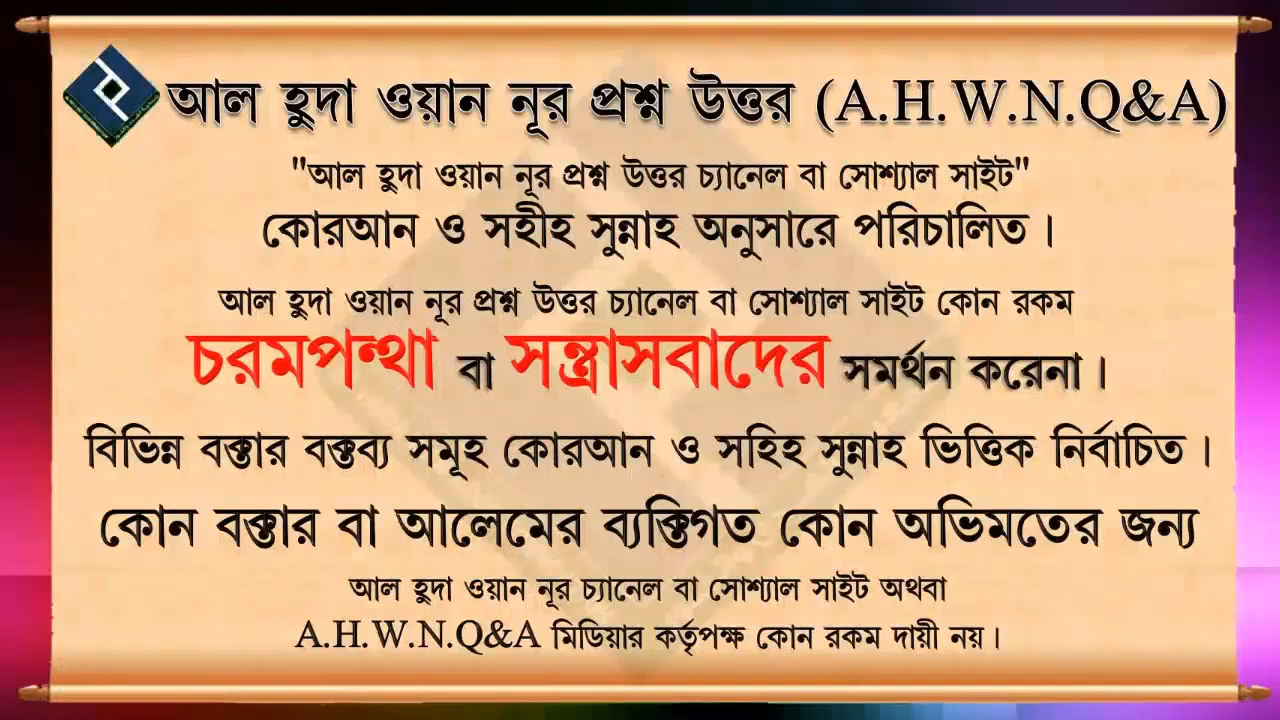 আল হুদা ওয়ান নূর প্রশ্ন উত্তর (A.H.W.N.Q&A)
"আল হুদা ওয়ান নূর প্রশ্ন উত্তর চ্যানেল বা সোশ্যাল সাইট"
কোরআন ও সহীহ সুন্নাহ অনুসারে পরিচালিত।
আল হুদা ওয়ান নূর প্রশ্ন উত্তর চ্যানেল বা সোশ্যাল সাইট কোন রকম
চরমপন্থা বা সন্ত্রাসবাদের সমর্থন করেনা।
বিভিন্ন বক্তার বক্তব্য সমূহ কোরআন ও সহিহ সুন্নাহ ভিত্তিক নির্বাচিত।
কোন বক্তার বা আলেমের ব্যক্তিগত কোন অভিমতের জন্য
আল হুদা ওয়ান নূর চ্যানেল বা সোশ্যাল সাইট অথবা
A.H.W.N.Q&A মিডিয়ার কর্তৃপক্ষ কোন রকম দায়ী নয়।